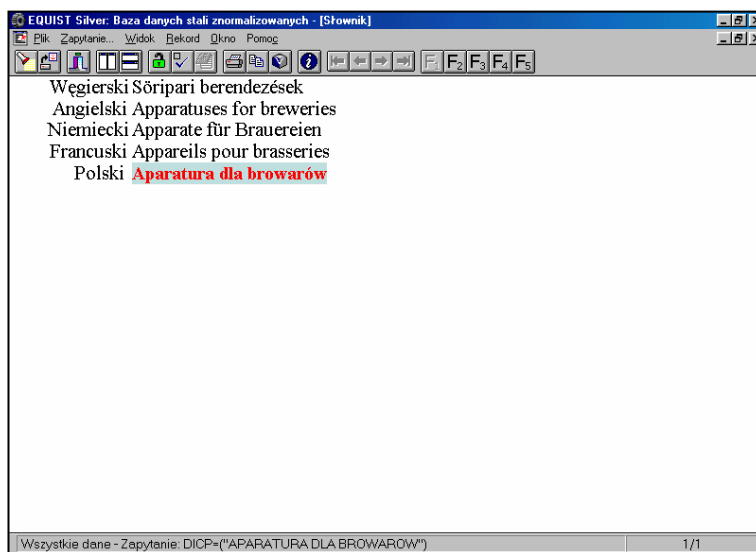 EQUIST Silver: Baza danych stali znormalizowanych - [Słownik]
Plik Zapytanie... Widok Rekord Okno Pomoc
F1 F2 F3 F4 F5
Węgierski Söripari berendezések
Angielski Apparatuses for breweries
Niemiecki Apparate für Brauereien
Francuski Appareils pour brasseries
Polski Aparatura dla browarów
Wszystkie dane - Zapytanie: DICP=("APARATURA DLA BROWAROW") 1/1